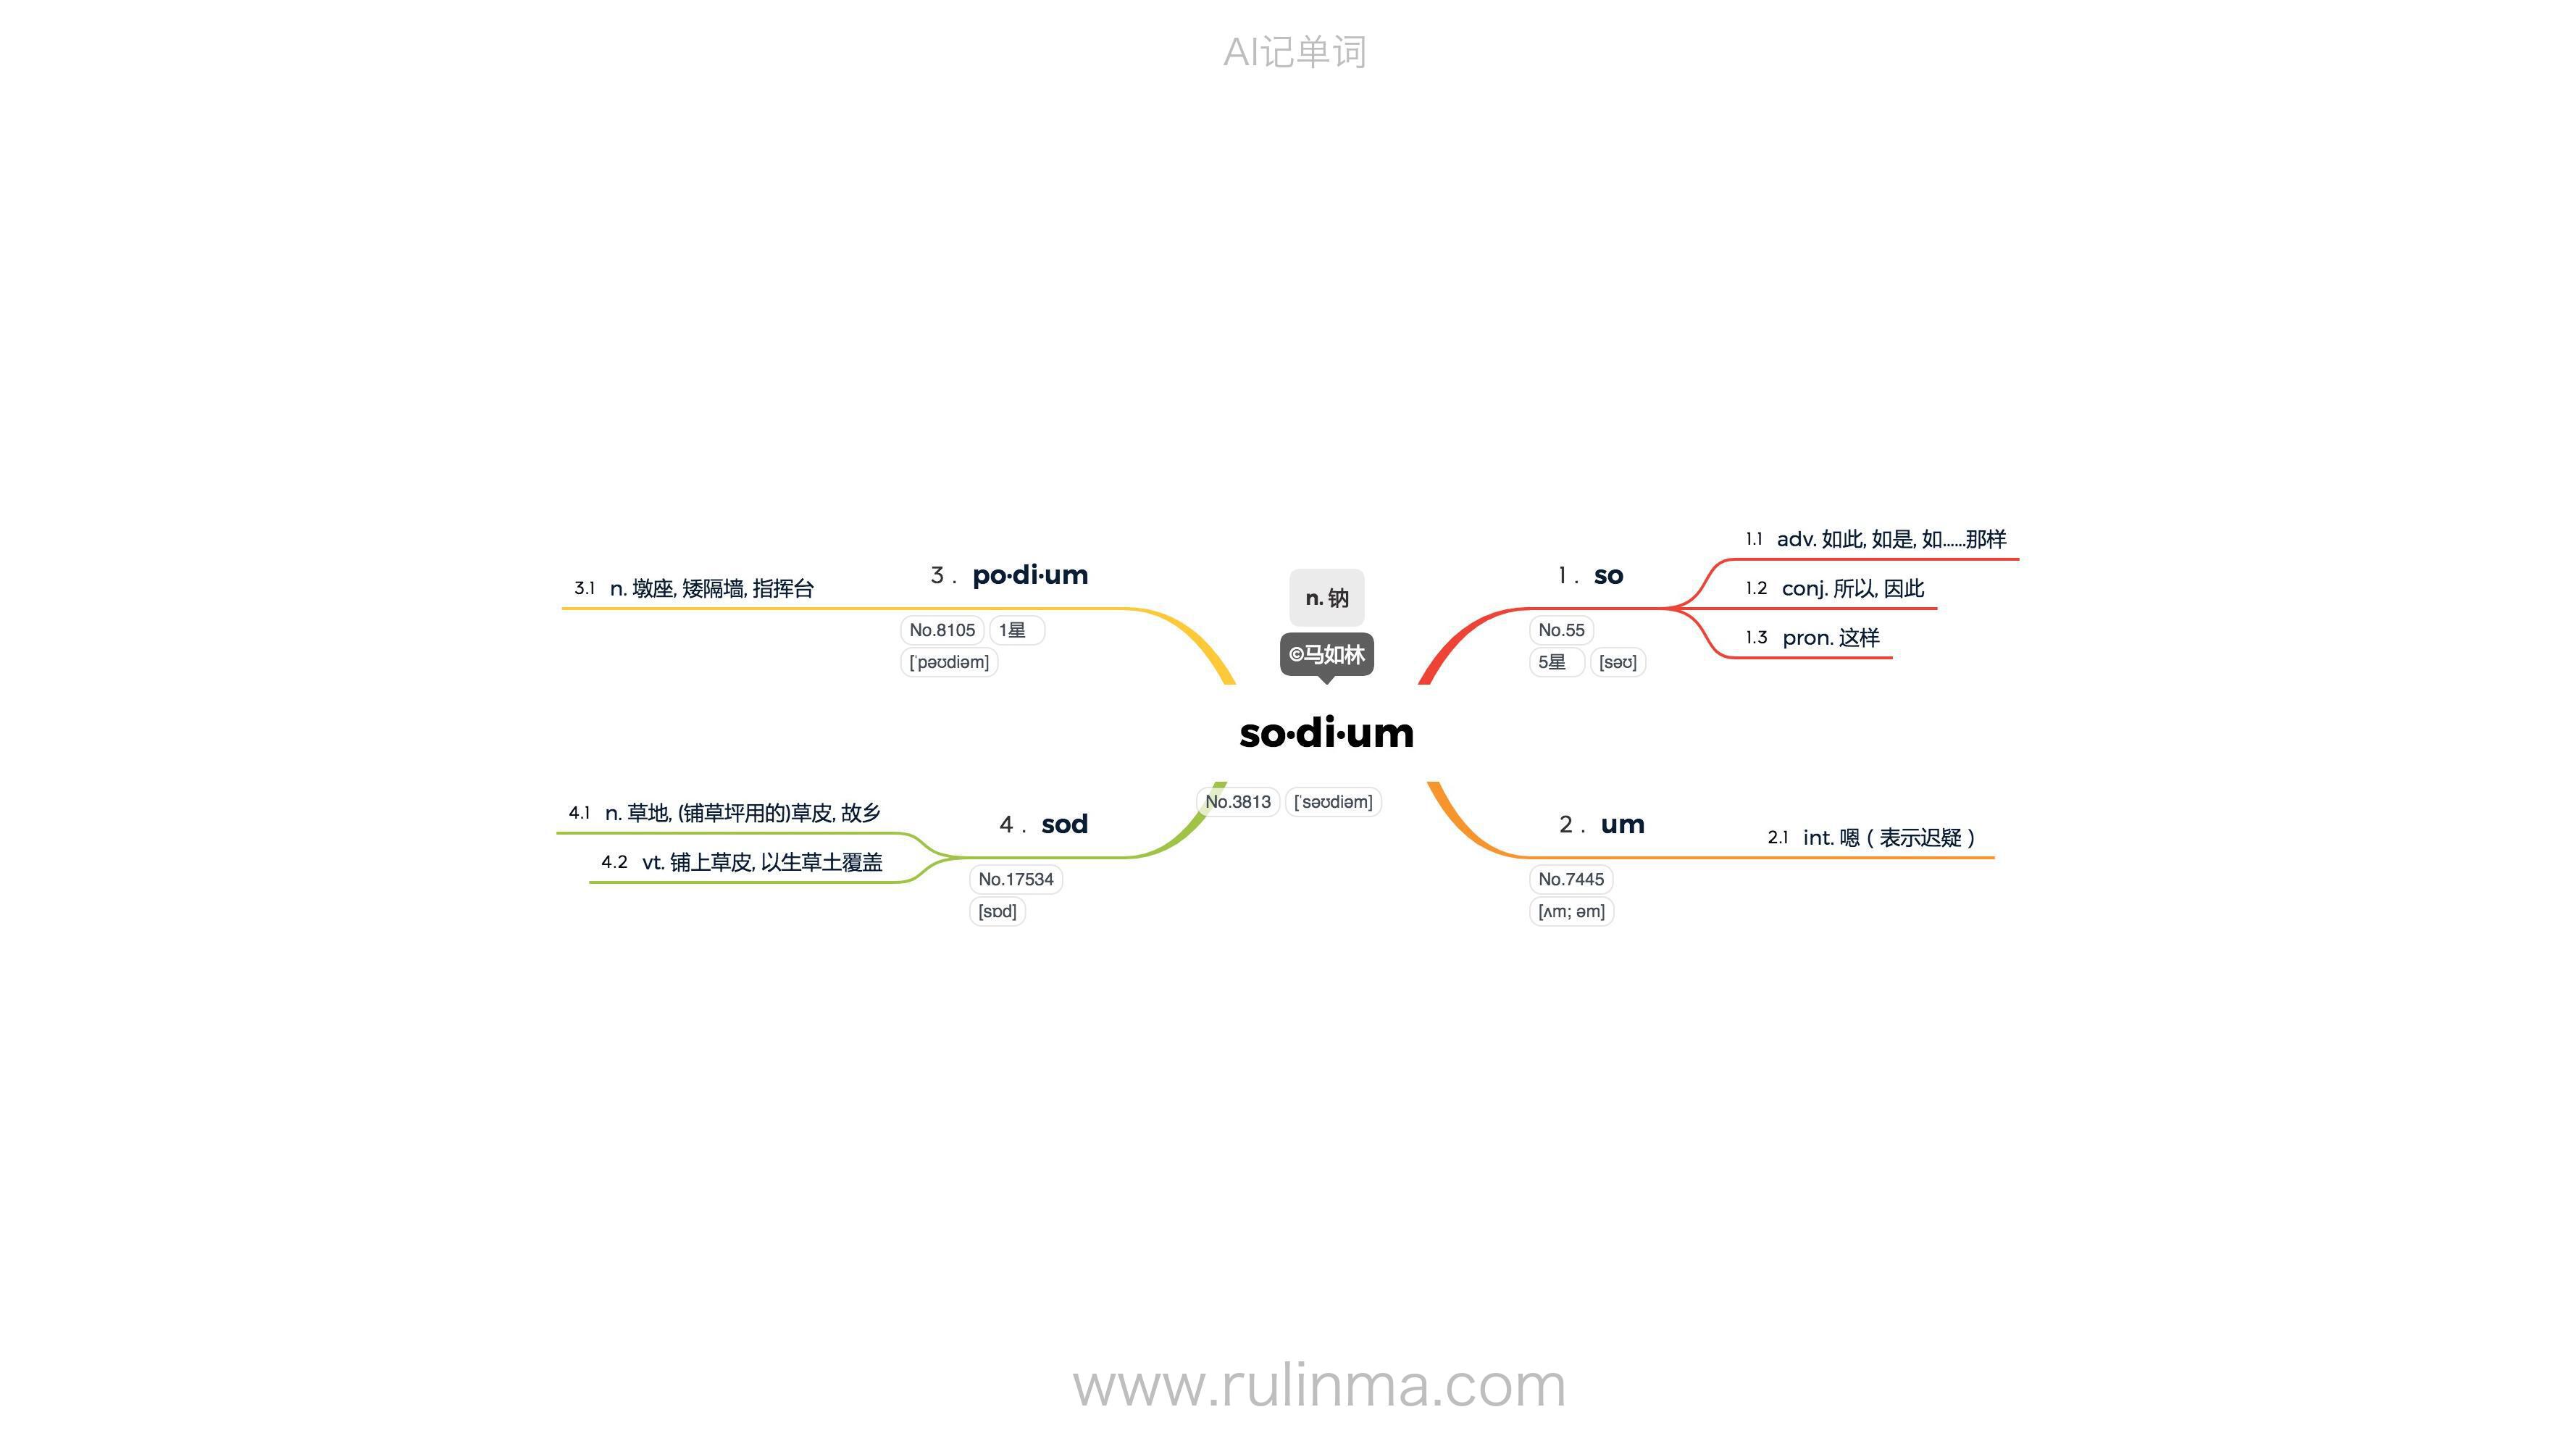 AI记单词
n. 钠
©马如林
so·di·um
No.3813 [ˈsəʊdiəm]
1 . so
No.55
5星 [səʊ]
1.1 adv. 如此, 如是, 如......那样
1.2 conj. 所以, 因此
1.3 pron. 这样
2 . um
No.7445
[ʌm; əm]
2.1 int. 嗯（表示迟疑）
3 . po·di·um
No.8105 1星
[ˈpəʊdiəm]
3.1 n. 墩座, 矮隔墙, 指挥台
4 . sod
No.17534
[sɒd]
4.1 n. 草地, (铺草坪用的)草皮, 故乡
4.2 vt. 铺上草皮, 以生草土覆盖
www.rulinma.com